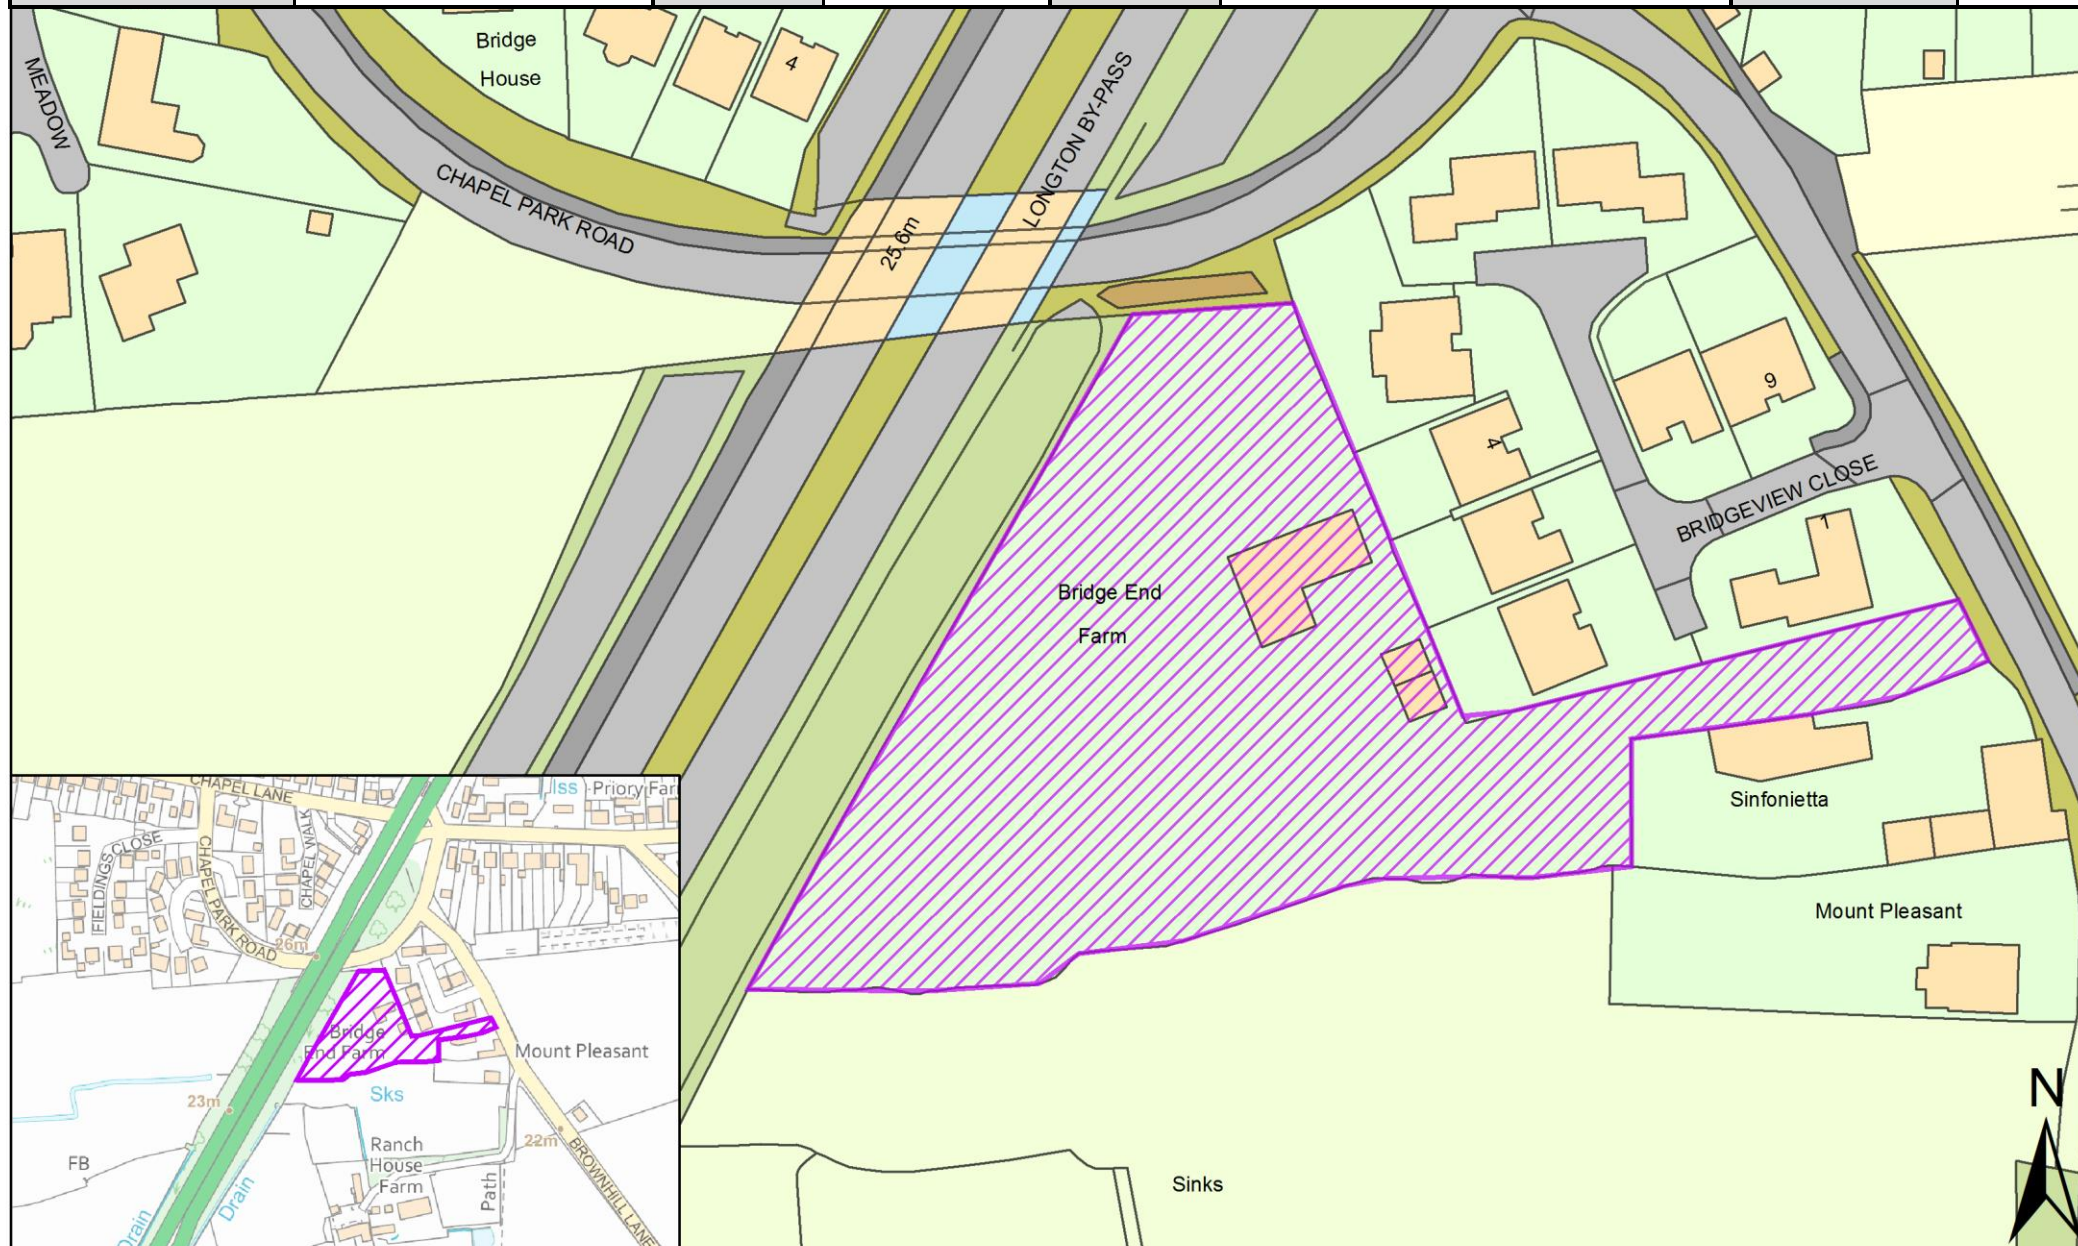 Bridge
House
4
MEADOW
LONGTON BY-PASS
CHAPEL PARK ROAD
25.6m
9
4
BRIDGEVIEW CLOSE
1
Bridge End
Farm
Sinfonietta
Mount Pleasant
N
Sinks
CHAPEL LANE
Iss
Priory Far
FIELDINGS CLOSE
CHAPEL WALK
CHAPEL PARK ROAD
26m
Bridge
End Farm
Mount Pleasant
Sks
23m
Ranch
House
Farm
22m
FB
Path
BROWNHILL LANE
Drain
Drain